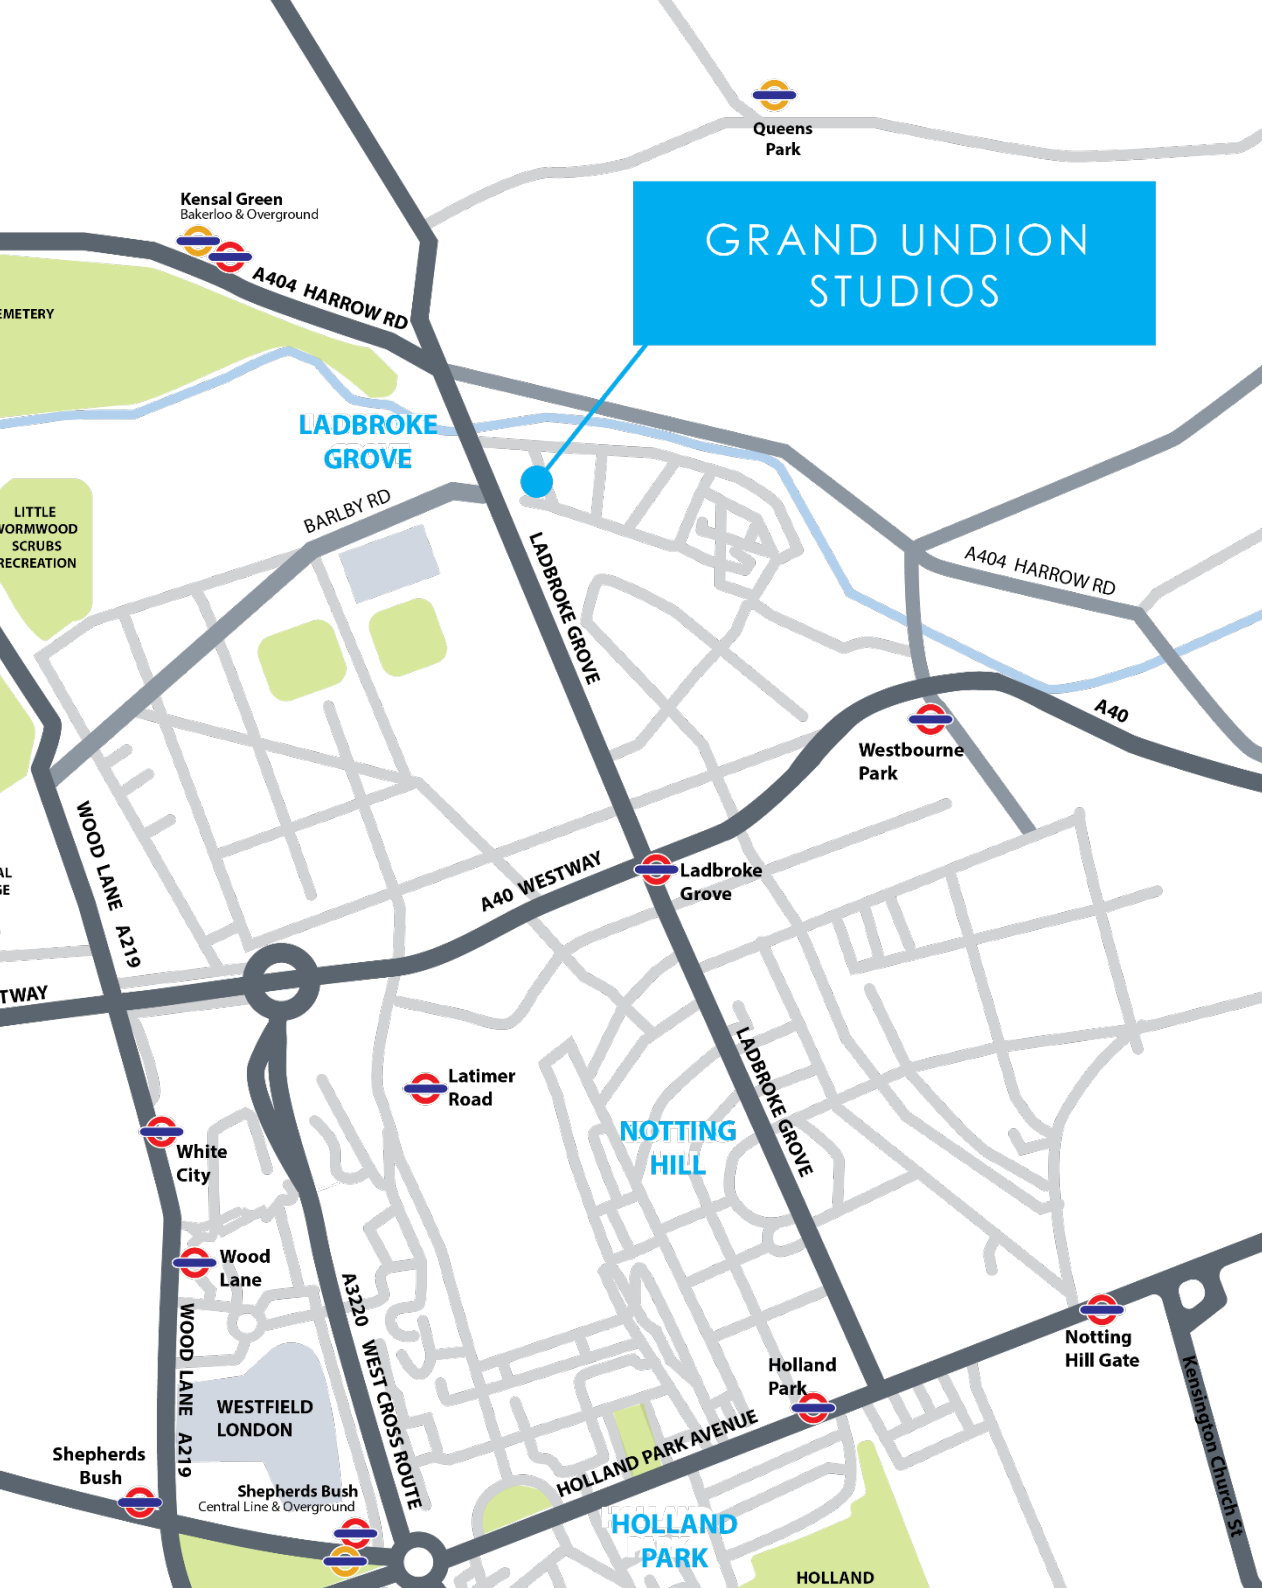 Queens
Park
Kensal Green
Bakerloo & Overground
GRAND UNDION
STUDIOS
A404 HARROW RD
EMETERY
LADBROKE
GROVE
BARLBY RD
LITTLE
WORMWOOD
SCRUBS
RECREATION
LADBROKE GROVE
A404 HARROW RD
A40
Westbourne
Park
WOOD LANE A219
AL
GE
A40 WESTWAY
Ladbroke
Grove
TWAY
LADBROKE GROVE
Latimer
Road
NOTTING
HILL
White
City
Wood
Lane
A3220 WEST CROSS ROUTE
WOOD LANE A219
Notting
Hill Gate
Holland
Park
Kensington Church St
WESTFIELD
LONDON
HOLLAND PARK AVENUE
Shepherds
Bush
Shepherds Bush
Central Line & Overground
HOLLAND
PARK
HOLLAND